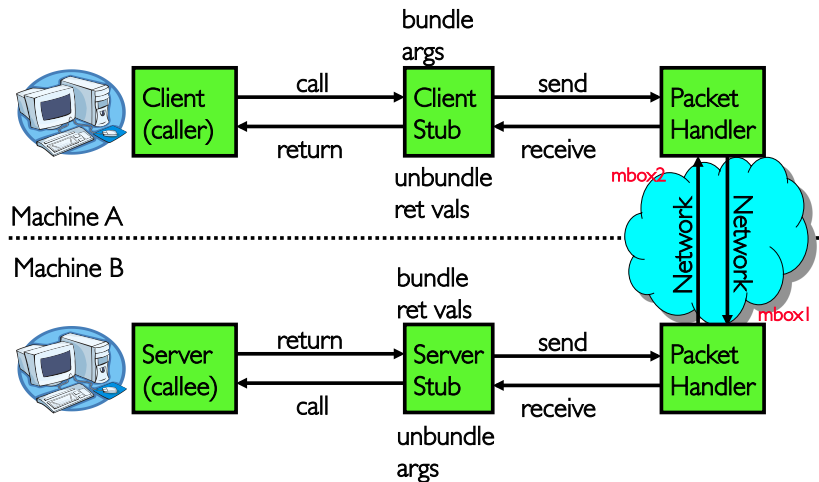 bundle
args
call
send
Client
(caller)
Client
Stub
Packet
Handler
return
receive
unbundle
ret vals
mbox2
Machine A
Network
Network
Machine B
bundle
ret vals
mbox1
return
send
Server
(callee)
Server
Stub
Packet
Handler
call
receive
unbundle
args